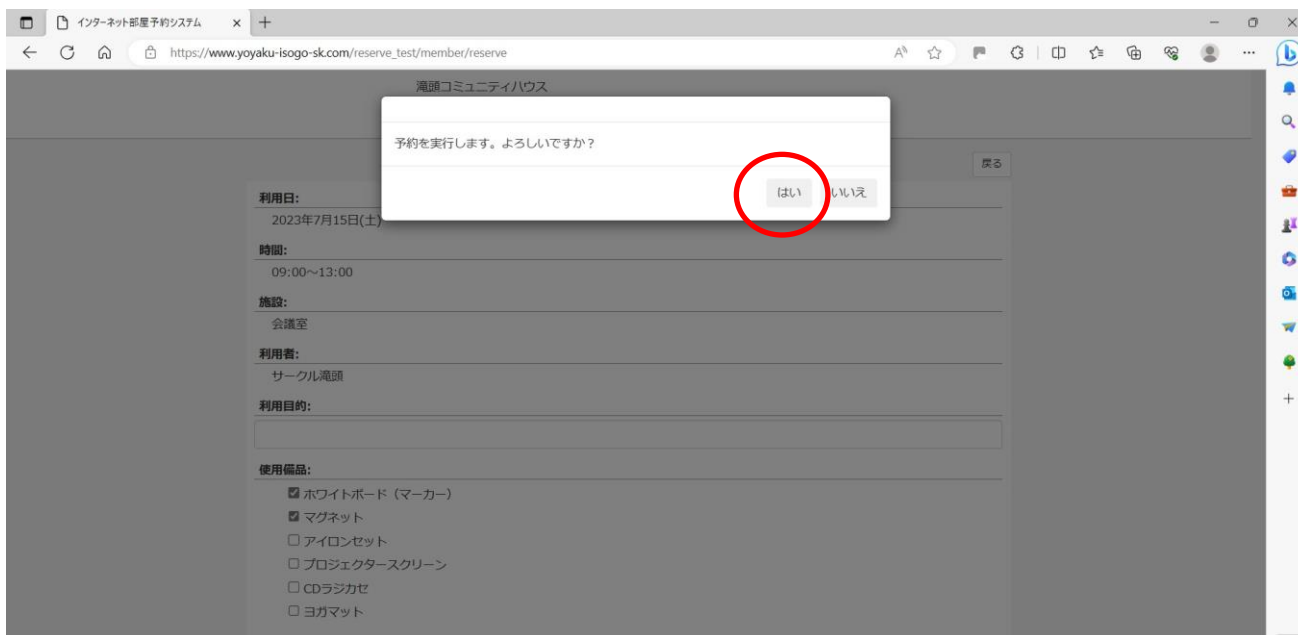 インターネット部屋予約システム
https://www.yoyaku-isogo-sk.com/reserve_test/member/reserve
滝頭コミュニティハウス
予約を実行します。よろしいですか？
はい いいえ
戻る
利用日:
2023年7月15日(土)
時間:
09:00～13:00
施設:
会議室
利用者:
サークル滝頭
利用目的:
使用備品:
ホワイトボード（マーカー）
マグネット
アイロンセット
プロジェクタースクリーン
CDラジカセ
ヨガマット